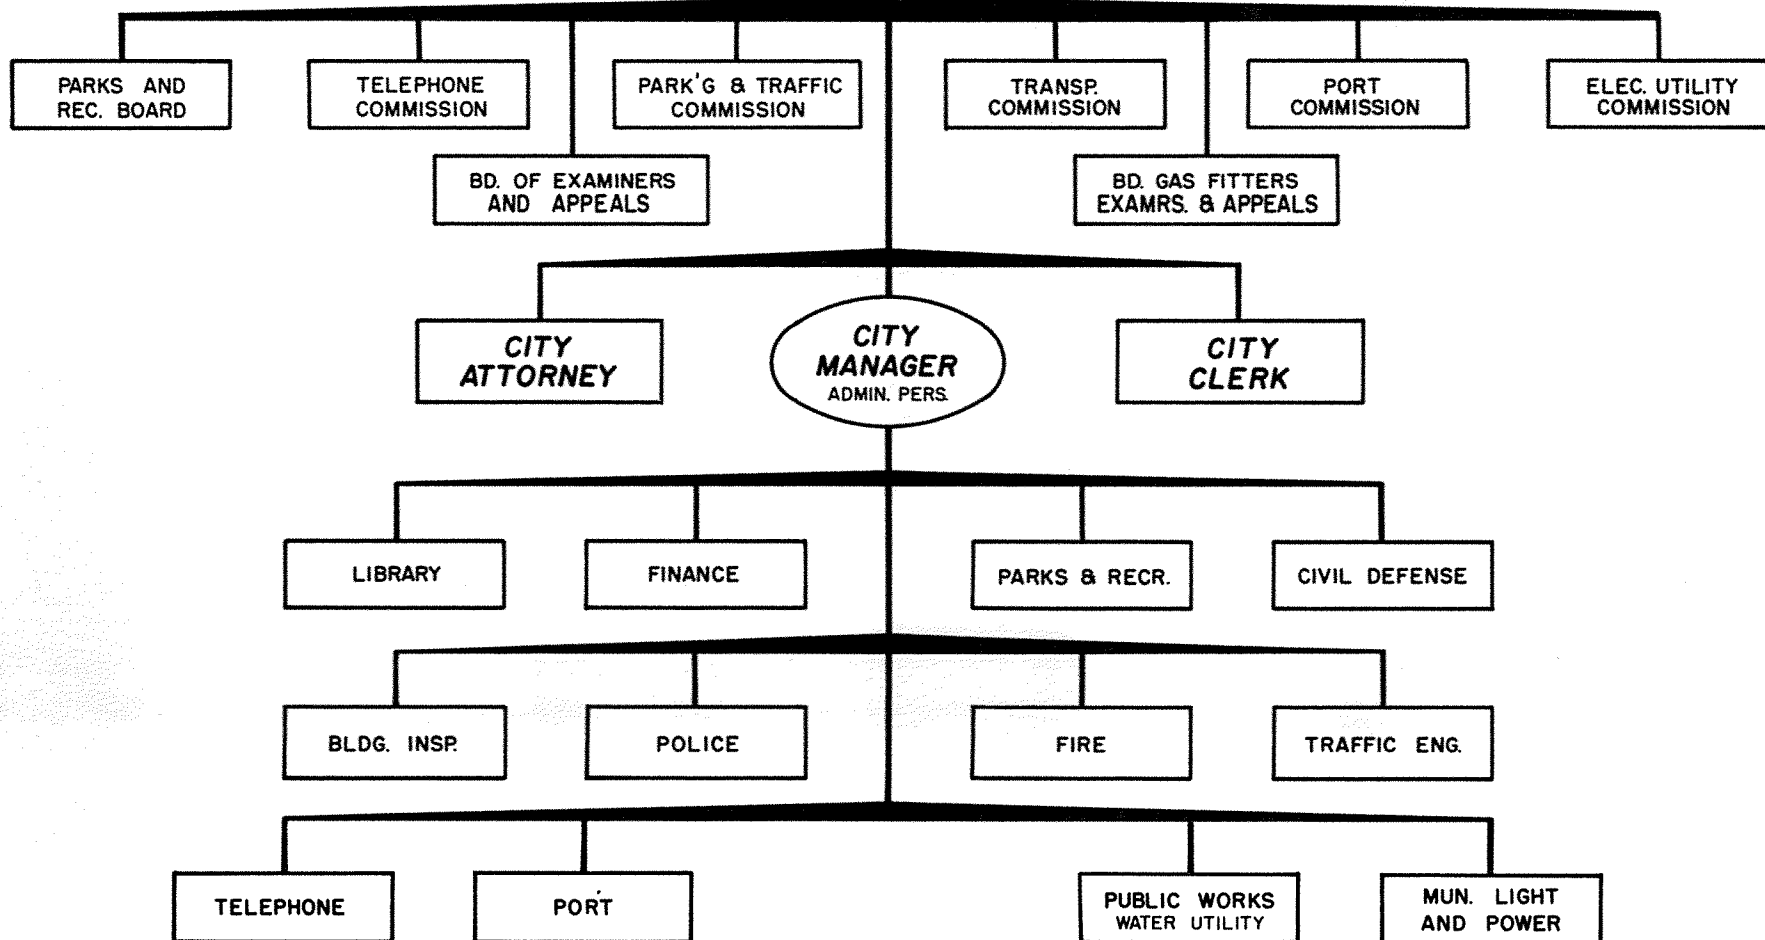 PARKS AND
REC. BOARD
TELEPHONE
COMMISSION
PARK'G & TRAFFIC
COMMISSION
TRANSP.
COMMISSION
PORT
COMMISSION
ELEC. UTILITY
COMMISSION
BD. OF EXAMINERS
AND APPEALS
BD. GAS FITTERS
EXAMRS. & APPEALS
CITY
ATTORNEY
CITY
MANAGER
ADMIN. PERS.
CITY
CLERK
LIBRARY
FINANCE
PARKS & RECR.
CIVIL DEFENSE
BLDG. INSP.
POLICE
FIRE
TRAFFIC ENG.
TELEPHONE
PORT
PUBLIC WORKS
WATER UTILITY
MUN. LIGHT
AND POWER